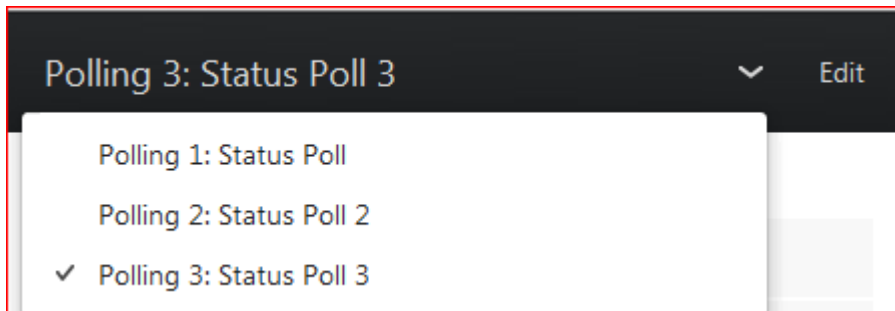 Polling 3: Status Poll 3 Edit
Polling 1: Status Poll
Polling 2: Status Poll 2
Polling 3: Status Poll 3